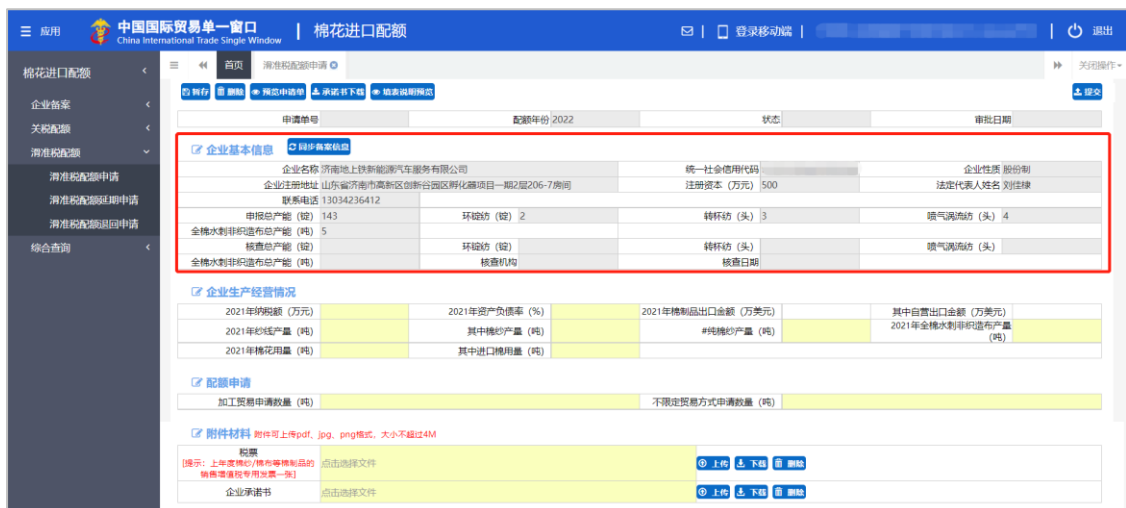 应用 中国国际贸易单一窗口 China International Trade Single Window 棉花进口配额 登录移动端 退出
棉花进口配额 首页 滑准税配额申请 关闭操作
暂存 删除 预览申请单 承诺书下载 填表说明预览 提交
企业备案
关税配额
滑准税配额
滑准税配额申请
滑准税配额延期申请
滑准税配额退回申请
综合查询
申请单号 配额年份 2022 状态 审批日期
企业基本信息 同步备案信息
企业名称 济南地上铁新能源汽车服务有限公司 统一社会信用代码 企业性质 股份制
企业注册地址 山东省济南市高新区创新谷园区孵化器项目一期2层206-7房间 注册资本（万元） 500 法定代表人姓名 刘佳棣
联系电话 13034236412
申报总产能（锭） 143 环锭纺（锭） 2 转杯纺（头） 3 喷气涡流纺（头） 4
全棉水刺非织造布总产能（吨） 5
核查总产能（锭） 环锭纺（锭） 转杯纺（头） 喷气涡流纺（头）
全棉水刺非织造布总产能（吨） 核查机构 核查日期
企业生产经营情况
2021年纳税额（万元） 2021年资产负债率（%） 2021年棉制品出口金额（万美元） 其中自营出口金额（万美元）
2021年纱线产量（吨） 其中棉纱产量（吨） #纯棉纱产量（吨） 2021年全棉水刺非织造布产量（吨）
2021年棉花用量（吨） 其中进口棉用量（吨）
配额申请
加工贸易申请数量（吨） 不限定贸易方式申请数量（吨）
附件材料 附件可上传pdf、jpg、png格式，大小不超过4M
税票
[提示：上年度棉纱/棉布等棉制品的 点击选择文件 上传 下载 删除
销售增值税专用发票一张]
企业承诺书 点击选择文件 上传 下载 删除